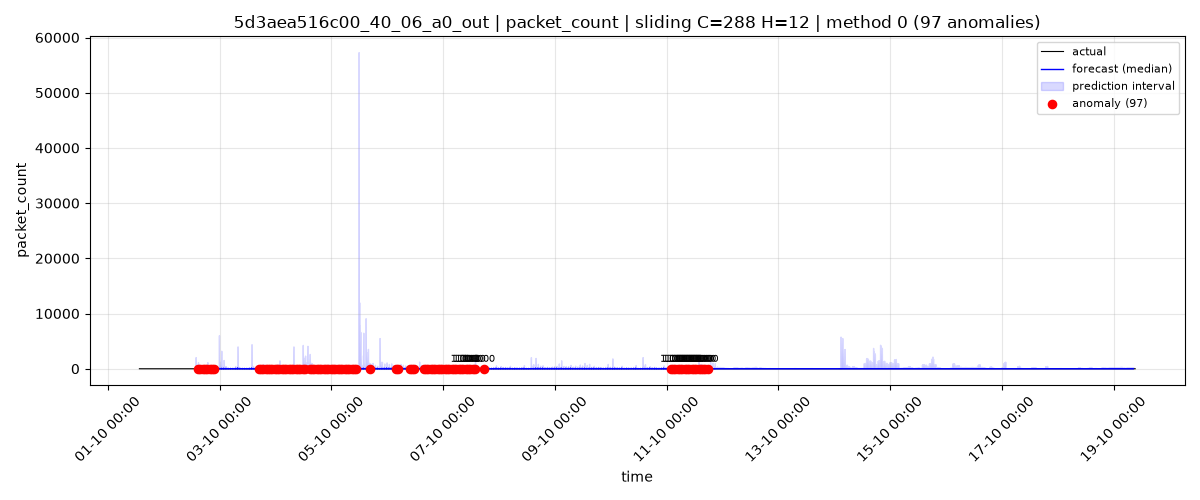 5d3aea516c00_40_06_a0_out | packet_count | sliding C=288 H=12 | method 0 (97 anomalies)
packet_count
60000
50000
40000
30000
20000
10000
0
actual
forecast (median)
prediction interval
anomaly (97)
01-10 00:00
03-10 00:00
05-10 00:00
07-10 00:00
09-10 00:00
11-10 00:00
13-10 00:00
15-10 00:00
17-10 00:00
19-10 00:00
time